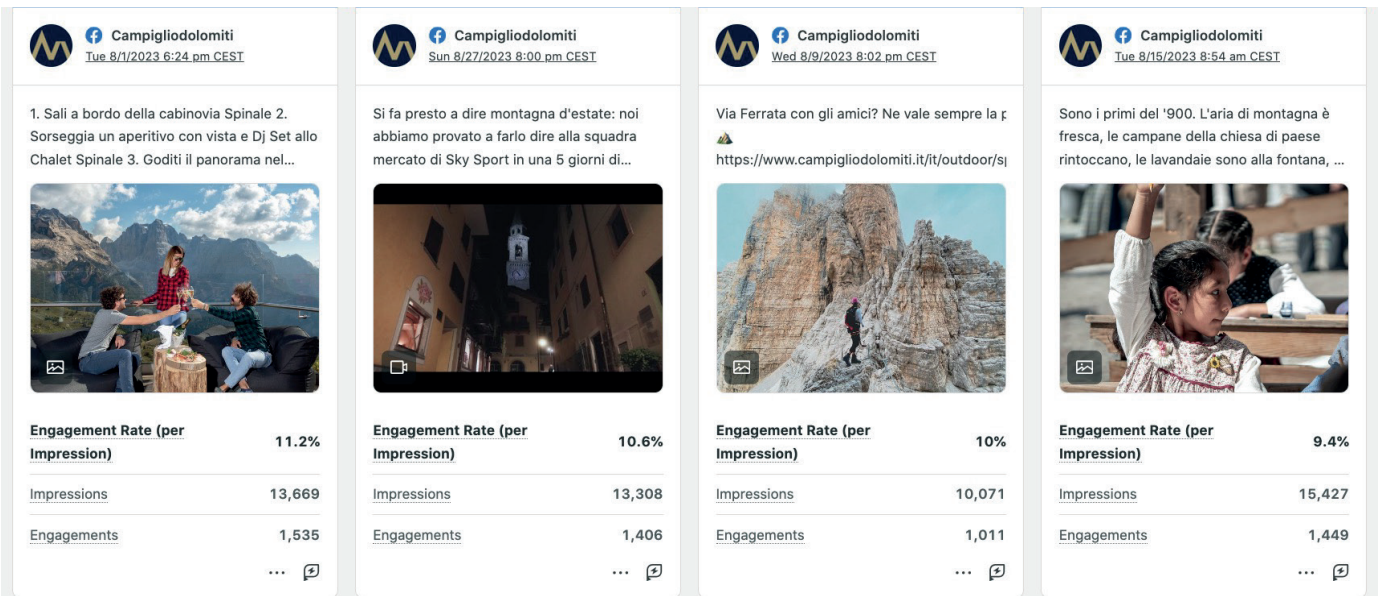 Campigliodolomiti
Tue 8/1/2023 6:24 pm CEST
1. Sali a bordo della cabinovia Spinale 2.
Sorseggia un aperitivo con vista e Dj Set allo
Chalet Spinale 3. Goditi il panorama nel...
Engagement Rate (per
Impression)
11.2%
Impressions
13,669
Engagements
1,535
Campigliodolomiti
Sun 8/27/2023 8:00 pm CEST
Si fa presto a dire montagna d'estate: noi
abbiamo provato a farlo dire alla squadra
mercato di Sky Sport in una 5 giorni di...
Engagement Rate (per
Impression)
10.6%
Impressions
13,308
Engagements
1,406
Campigliodolomiti
Wed 8/9/2023 8:02 pm CEST
Via Ferrata con gli amici? Ne vale sempre la p
https://www.campigliodolomiti.it/it/outdoor/sp
Engagement Rate (per
Impression)
10%
Impressions
10,071
Engagements
1,011
Campigliodolomiti
Tue 8/15/2023 8:54 am CEST
Sono i primi del '900. L'aria di montagna è
fresca, le campane della chiesa di paese
rintoccano, le lavandaie sono alla fontana, ...
Engagement Rate (per
Impression)
9.4%
Impressions
15,427
Engagements
1,449